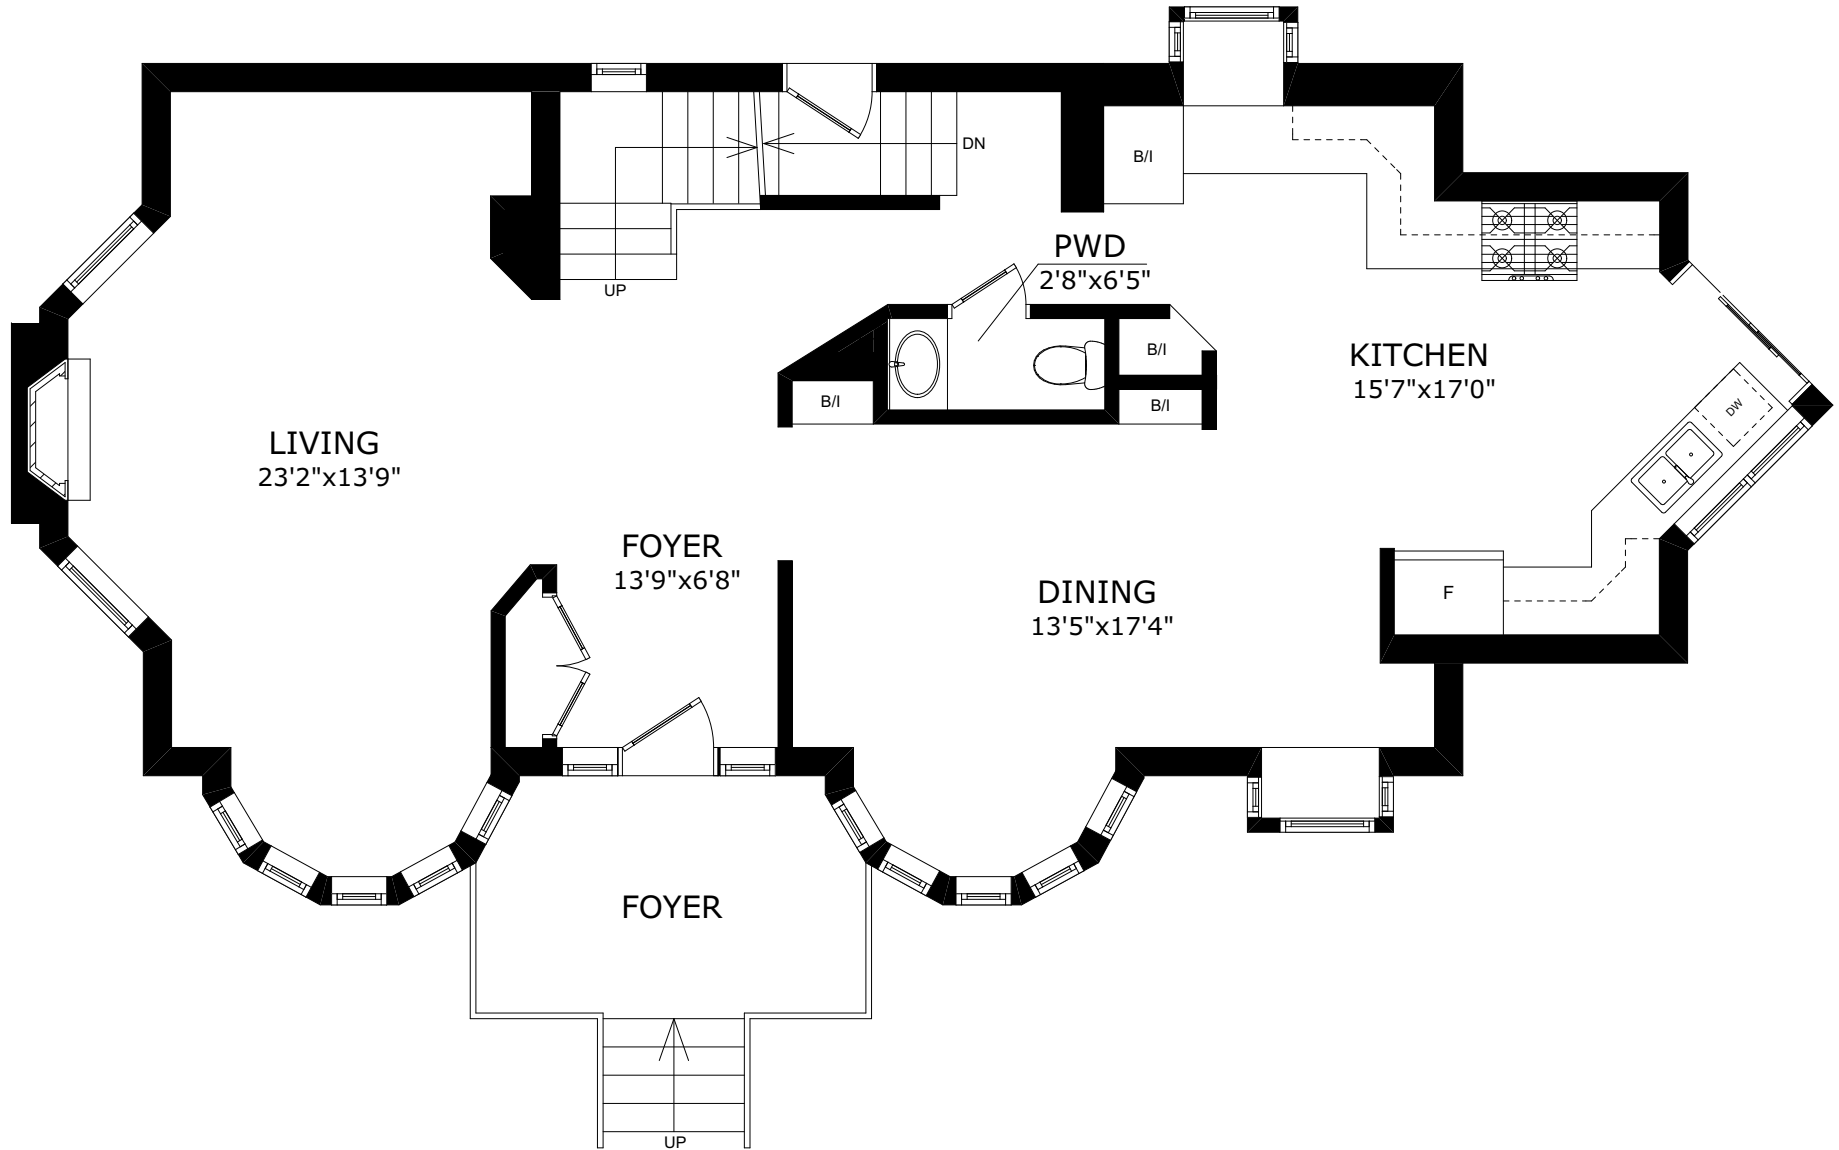 DN
B/I
PWD
2'8"x6'5"
UP
B/I
KITCHEN
15'7"x17'0"
B/I
B/I
DW
LIVING
23'2"x13'9"
FOYER
13'9"x6'8"
DINING
13'5"x17'4"
F
FOYER
UP